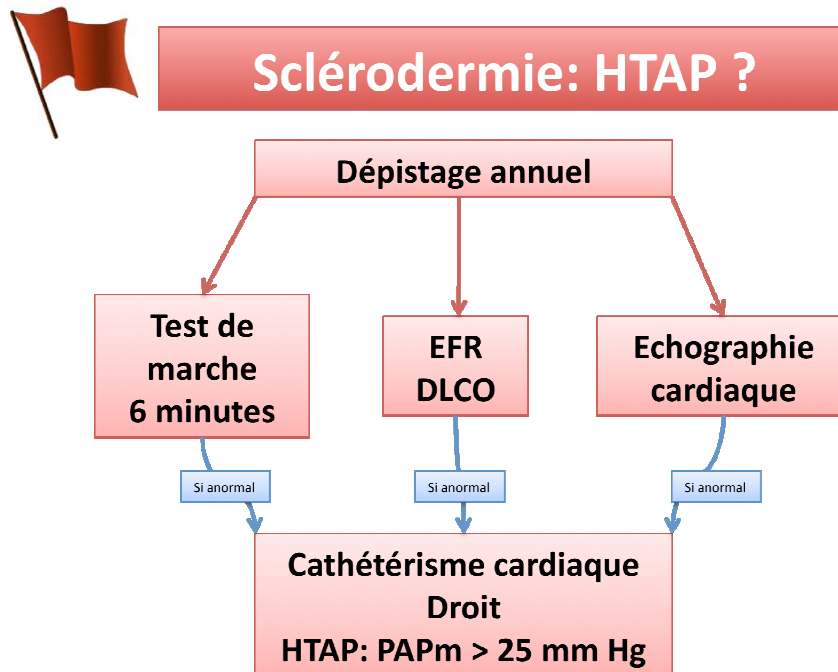 Sclérodermie: HTAP ?
Dépistage annuel
Test de
marche
6 minutes
EFR
DLCO
Echographie
cardiaque
Si anormal
Si anormal
Si anormal
Cathétérisme cardiaque
Droit
HTAP: PAPm > 25 mm Hg